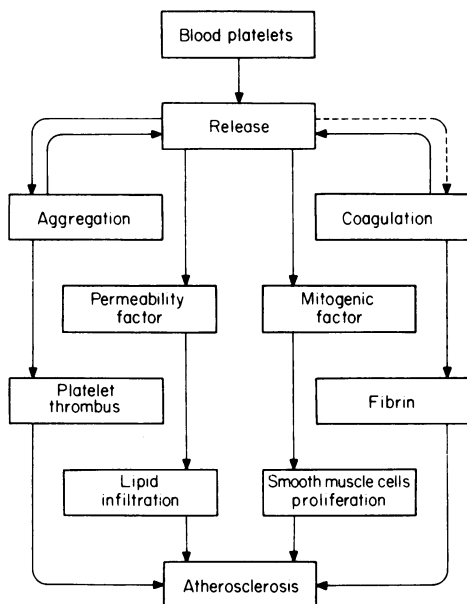 Blood platelets
Release
Aggregation
Coagulation
Permeability
factor
Mitogenic
factor
Platelet
thrombus
Fibrin
Lipid
infiltration
Smooth muscle cells
proliferation
Atherosclerosis